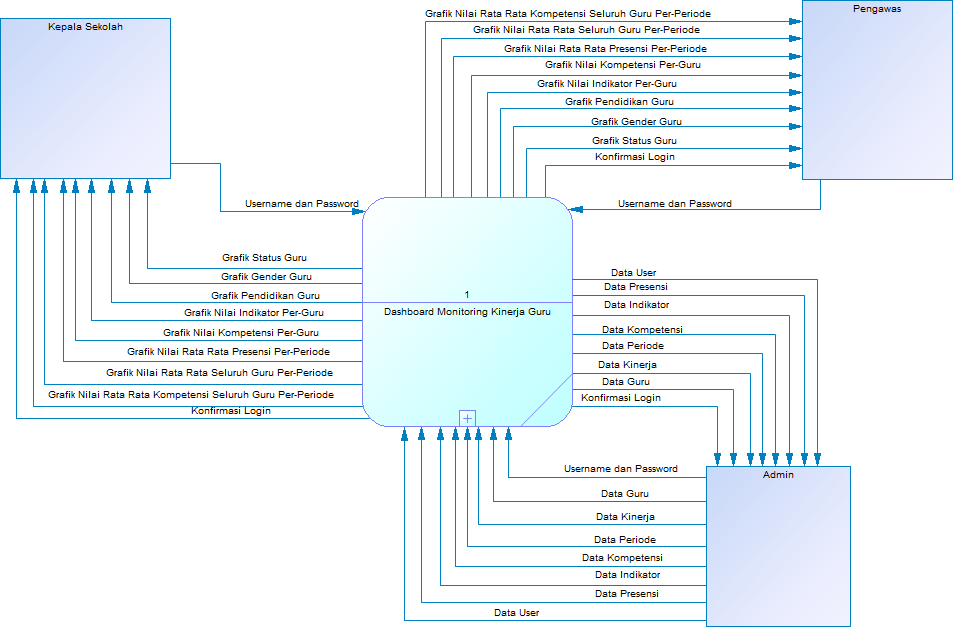 Kepala Sekolah
Pengawas
Grafik Nilai Rata Rata Kompetensi Seluruh Guru Per-Periode
Grafik Nilai Rata Rata Seluruh Guru Per-Periode
Grafik Nilai Rata Rata Presensi Per-Periode
Grafik Nilai Kompetensi Per-Guru
Grafik Nilai Indikator Per-Guru
Grafik Pendidikan Guru
Grafik Gender Guru
Grafik Status Guru
Konfirmasi Login
Username dan Password
Username dan Password
Grafik Status Guru
Grafik Gender Guru
Grafik Pendidikan Guru
Grafik Nilai Indikator Per-Guru
Grafik Nilai Kompetensi Per-Guru
Grafik Nilai Rata Rata Presensi Per-Periode
Grafik Nilai Rata Rata Seluruh Guru Per-Periode
Grafik Nilai Rata Rata Kompetensi Seluruh Guru Per-Periode
Konfirmasi Login
1
Dashboard Monitoring Kinerja Guru
Data User
Data Presensi
Data Indikator
Data Kompetensi
Data Periode
Data Kinerja
Data Guru
Konfirmasi Login
Admin
Username dan Password
Data Guru
Data Kinerja
Data Periode
Data Kompetensi
Data Indikator
Data Presensi
Data User